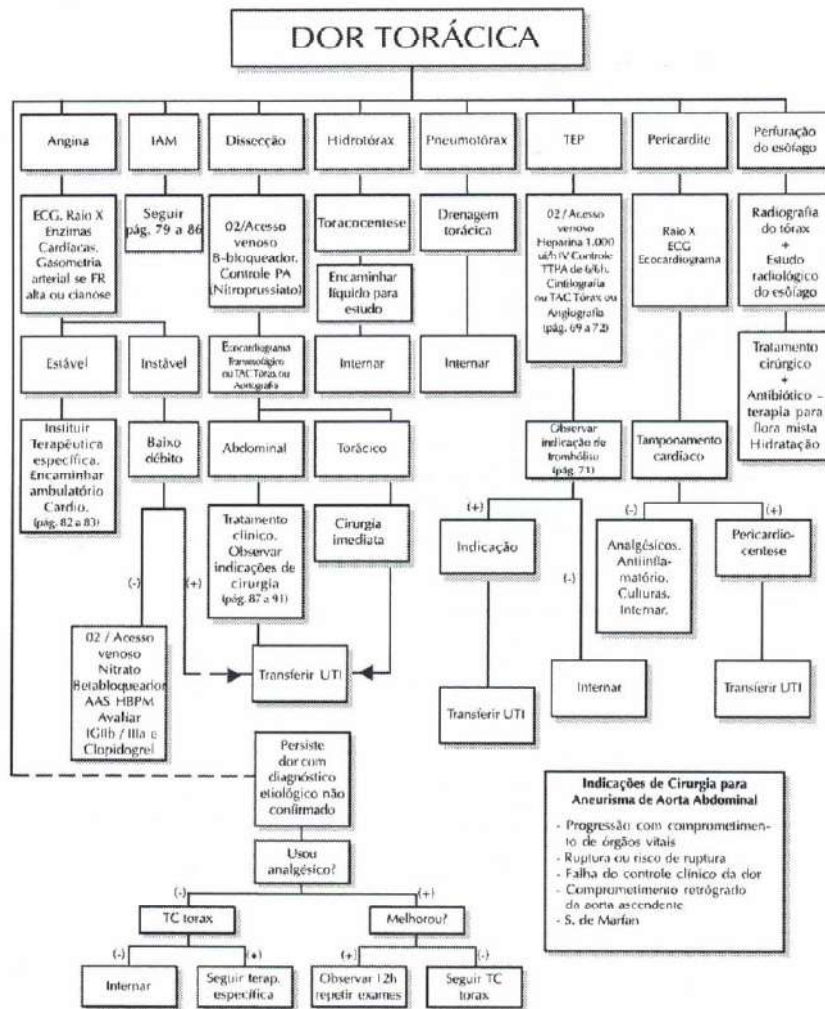 DOR TORÁCICA
Angina
ECG, Raio X
Enzimas
Cardíacas.
Gasometria
arterial se FR
alta ou cianose
Estável
Instituir
Terapêutica
específica.
Encaminhar
ambulatório
Cardio.
(pág. 82 a 83)
Instável
Baixo
débito
(-)
(+)
02 / Acesso
venoso
Nitrato
Betabloqueador
AAS HBPM
Avaliar
IGIIb / IIIa e
Clopidogrel
IAM
Seguir
pág. 79 a 86
Dissecção
02/Acesso
venoso
B-bloqueador.
Controle PA
(Nitroprussiato)
Ecocardiograma
Transesofágico
ou TAC Tórax ou
Aortografia
Abdominal
Tratamento
clínico.
Observar
indicações de
cirurgia
(pág. 87 a 91)
Torácico
Cirurgia
imediata
Transferir UTI
Hidrotórax
Toracocentese
Encaminhar
líquido para
estudo
Internar
Pneumotórax
Drenagem
torácica
Internar
TEP
02 / Acesso
venoso
Heparina 1.000
ui/h IV Controle
TTPA de 6/6h.
Cintilografia
ou TAC Tórax ou
Angiografia
(pág. 69 a 72)
Observar
indicação de
trombólise
(pág. 71)
(+)
(-)
Indicação
Transferir UTI
Internar
Pericardite
Raio X
ECG
Ecocardiograma
Tamponamento
cardíaco
(-)
(+)
Analgésicos.
Antiinfla-
matório.
Culturas.
Internar.
Pericardio-
centese
Transferir UTI
Perfuração
do esôfago
Radiografia
do tórax
+
Estudo
radiológico
do esôfago
Tratamento
cirúrgico
+
Antibiótico –
terapia para
flora mista
Hidratação
Persiste
dor com
diagnóstico
etiológico não
confirmado
Usou
analgésico?
(-)
(+)
TC torax
Melhorou?
(-)
(+)
(+)
(-)
Internar
Seguir terap.
específica
Observar 12h
repetir exames
Seguir TC
torax
Indicações de Cirurgia para
Aneurisma de Aorta Abdominal
- Progressão com comprometimen-
to de órgãos vitais
- Ruptura ou risco de ruptura
- Falha do controle clínico da dor
- Comprometimento retrógrado
da aorta ascendente
- S. de Marfan